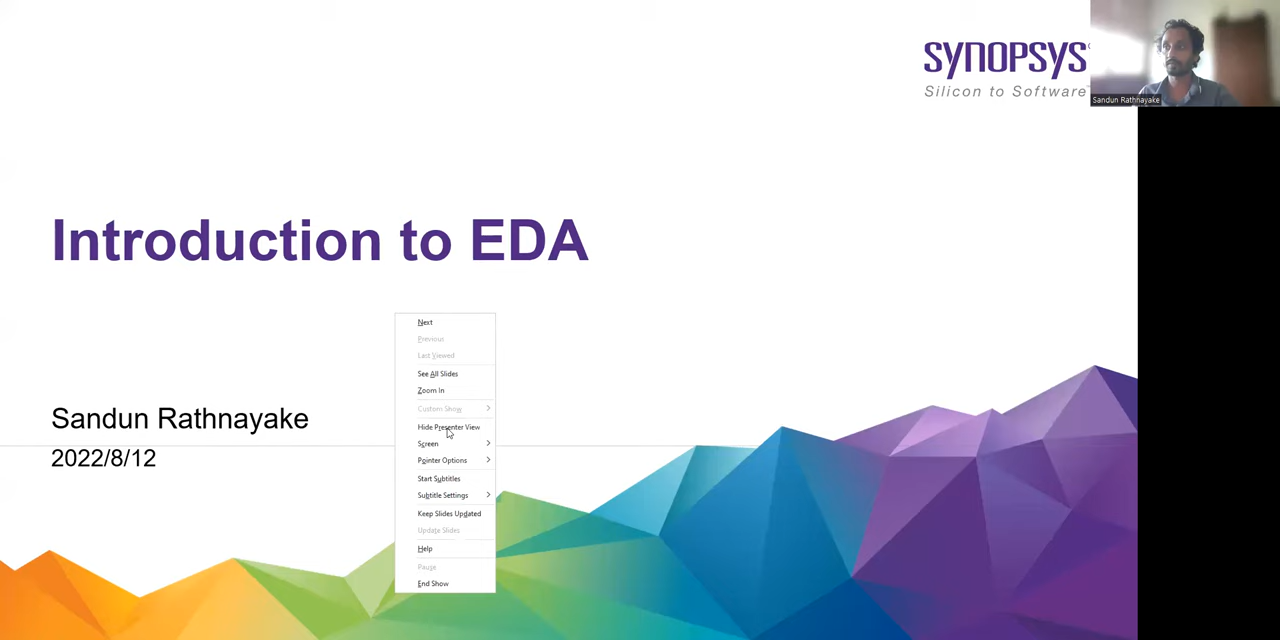 SYNOPSYS
Silicon to Software
Sandun Rathnayake
Introduction to EDA
Sandun Rathnayake
2022/8/12
Next
Previous
Last Viewed
See All Slides
Zoom In
Custom Show
Hide Presenter View
Screen
Pointer Options
Start Subtitles
Subtitle Settings
Keep Slides Updated
Update Slides
Help
Pause
End Show